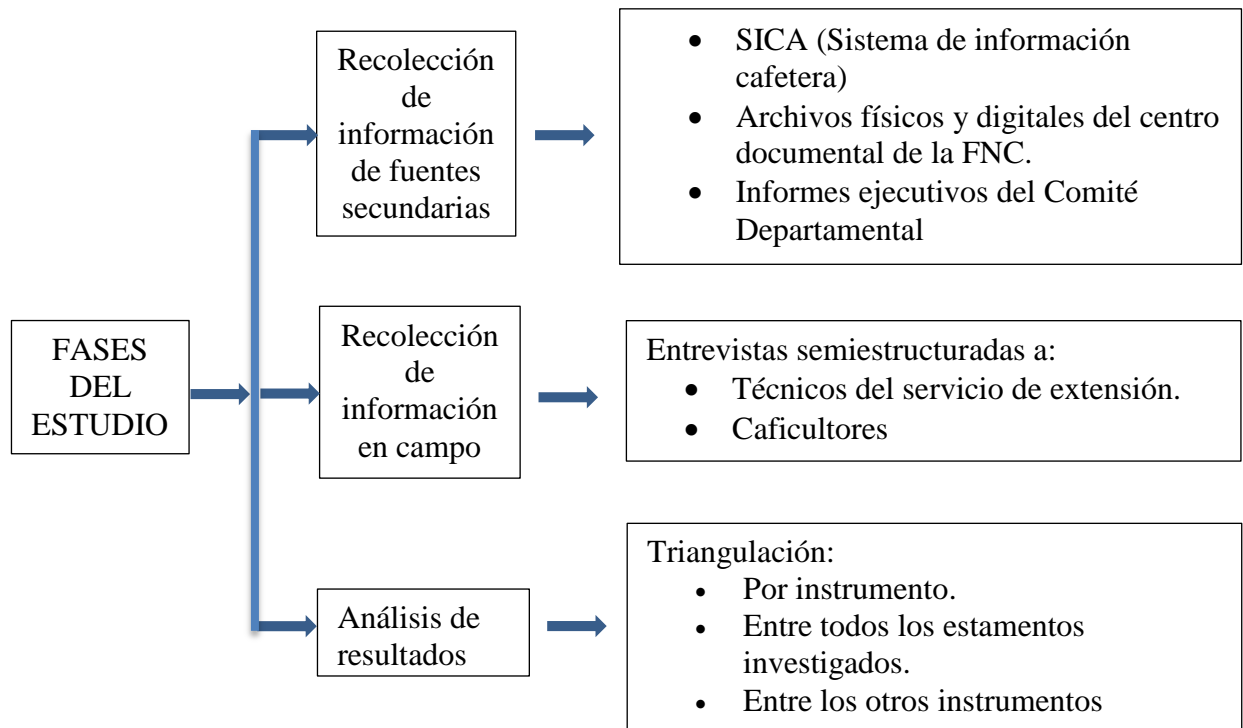 FASES
DEL
ESTUDIO
Recolección
de
información
de fuentes
secundarias
• SICA (Sistema de información
cafetera)
• Archivos físicos y digitales del centro
documental de la FNC.
• Informes ejecutivos del Comité
Departamental
Recolección
de
información
en campo
Entrevistas semiestructuradas a:
• Técnicos del servicio de extensión.
• Caficultores
Análisis de
resultados
Triangulación:
• Por instrumento.
• Entre todos los estamentos
investigados.
• Entre los otros instrumentos